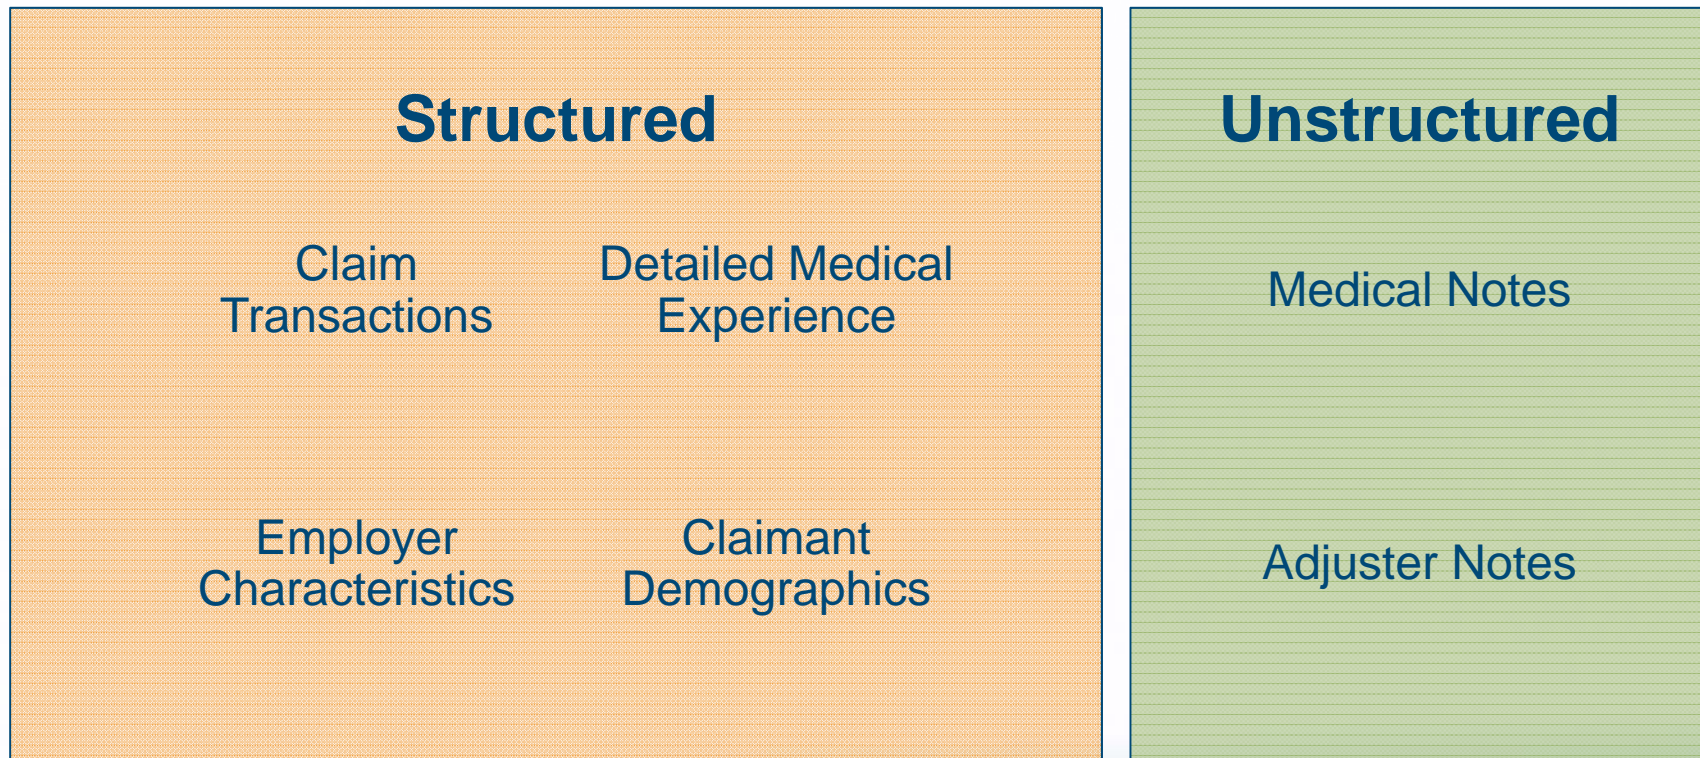 Structured
Claim
Transactions
Detailed Medical
Experience
Employer
Characteristics
Claimant
Demographics
Unstructured
Medical Notes
Adjuster Notes